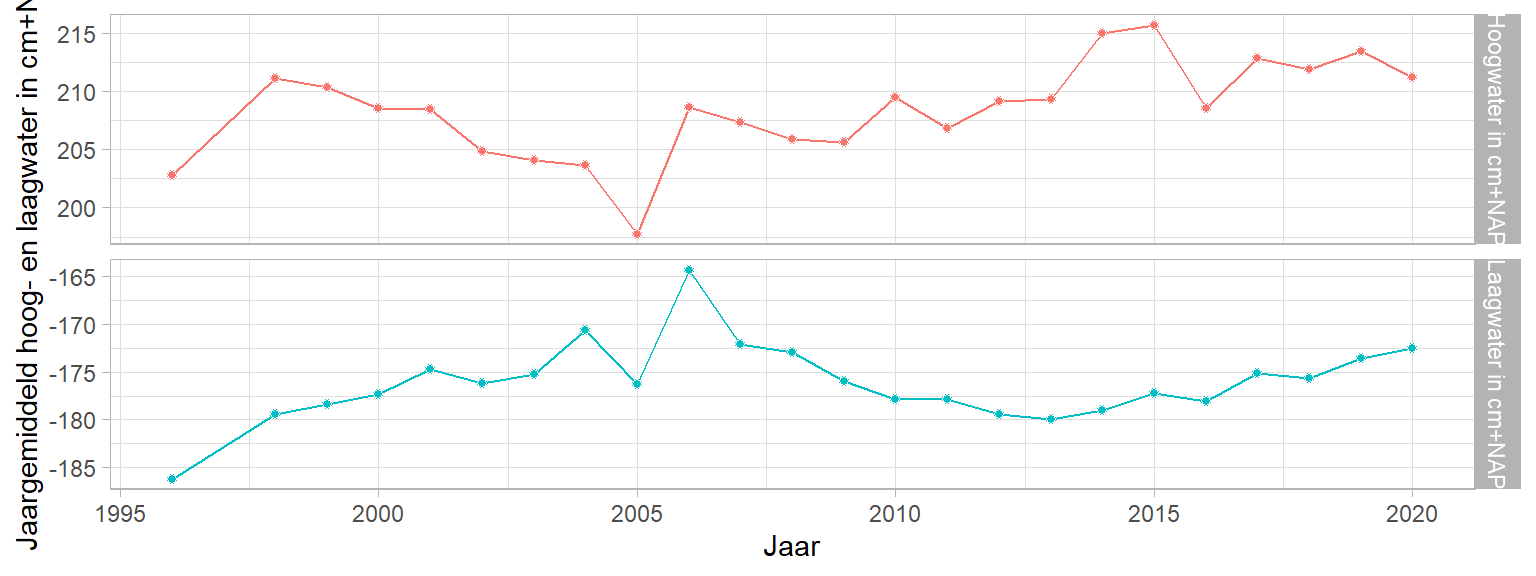 Jaargemiddeld hoog- en laagwater in cm+N
215
210
205
200
Hoogwater in cm+NAP
-165
-170
-175
-180
-185
Laagwater in cm+NAP
1995 2000 2005 2010 2015 2020
Jaar